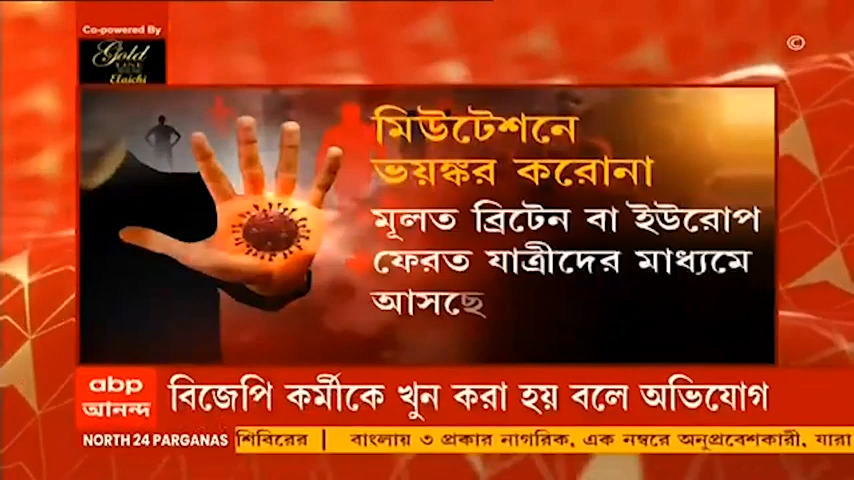 Co-powered By
Gold
Elaichi
©
মিউটেশনে
ভয়ঙ্কর করোনা
মূলত ব্রিটেন বা ইউরোপ
ফেরত যাত্রীদের মাধ্যমে
আসছে
abp
আনন্দ
বিজেপি কর্মীকে খুন করা হয় বলে অভিযোগ
NORTH 24 PARGANAS
শিবিরের | বাংলায় ৩ প্রকার নাগরিক, এক নম্বরে অনুপ্রবেশকারী, যারা